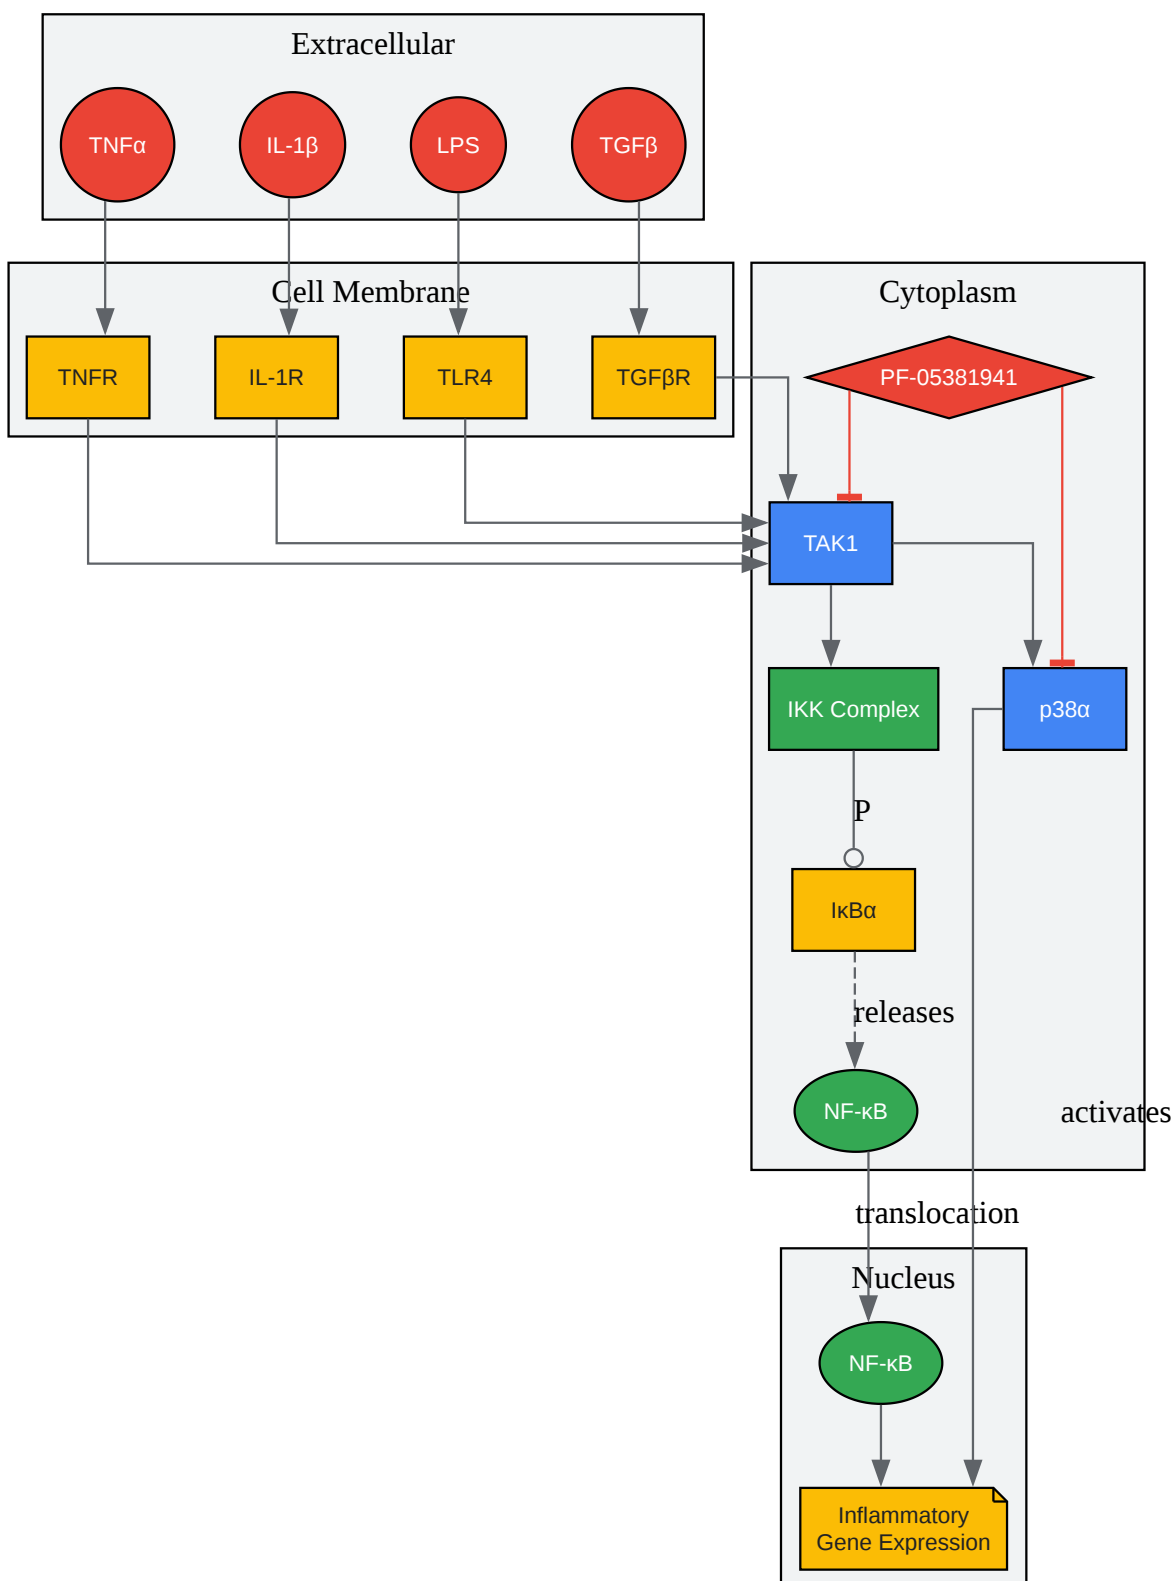 Extracellular
TNFα
IL-1β
LPS
TGFβ
Cell Membrane
Cytoplasm
TNFR
IL-1R
TLR4
TGFβR
PF-05381941
TAK1
IKK Complex
p38α
P
IκBα
releases
NF-κB
activates
translocation
Nucleus
NF-κB
Inflammatory
Gene Expression